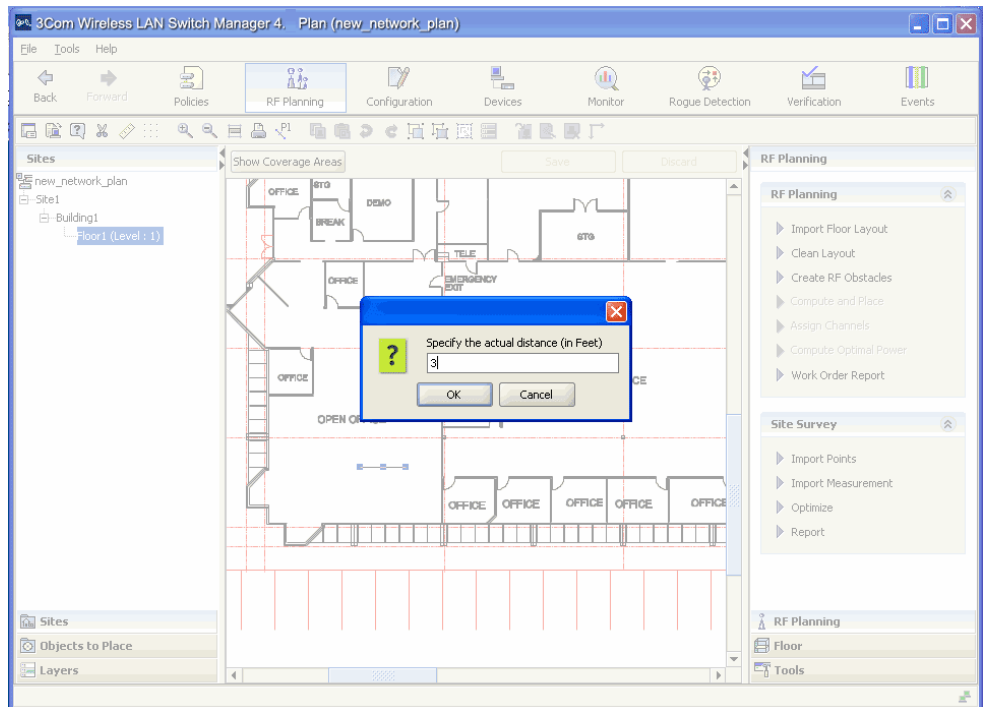 3Com Wireless LAN Switch Manager 4. Plan (new_network_plan)
File Tools Help
Back Forward Policies RF Planning Configuration Devices Monitor Rogue Detection Verification Events
P1
Sites
new_network_plan
Site1
Building1
Floor1 (Level : 1)
Sites
Objects to Place
Layers
Show Coverage Areas Save Discard
OFFICE STG DEMO
BREAK
STG
TELE
OFFICE EMERGENCY
EXIT
Specify the actual distance (in Feet)
?
3
OK Cancel
OFFICE
CE
OPEN OFFICE
OFFICE OFFICE OFFICE OFFICE OFFICE
RF Planning
RF Planning
Import Floor Layout
Clean Layout
Create RF Obstacles
Compute and Place
Assign Channels
Compute Optimal Power
Work Order Report
Site Survey
Import Points
Import Measurement
Optimize
Report
RF Planning
Floor
Tools